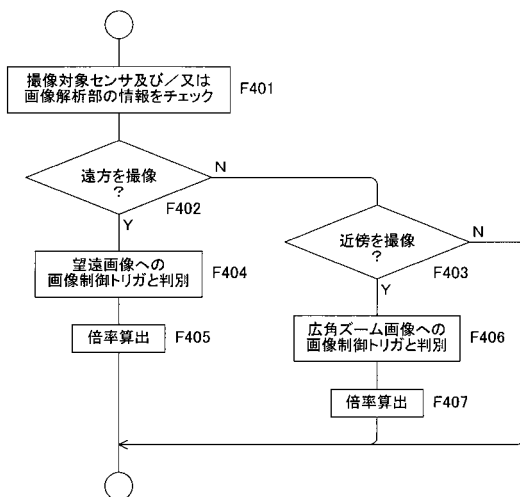 撮像対象センサ及び／又は
画像解析部の情報をチェック
F401
遠方を撮像
?
N
F402
Y
近傍を撮像
?
N
F403
Y
望遠画像への
画像制御トリガと判別
F404
広角ズーム画像への
画像制御トリガと判別
F406
倍率算出
F405
倍率算出
F407